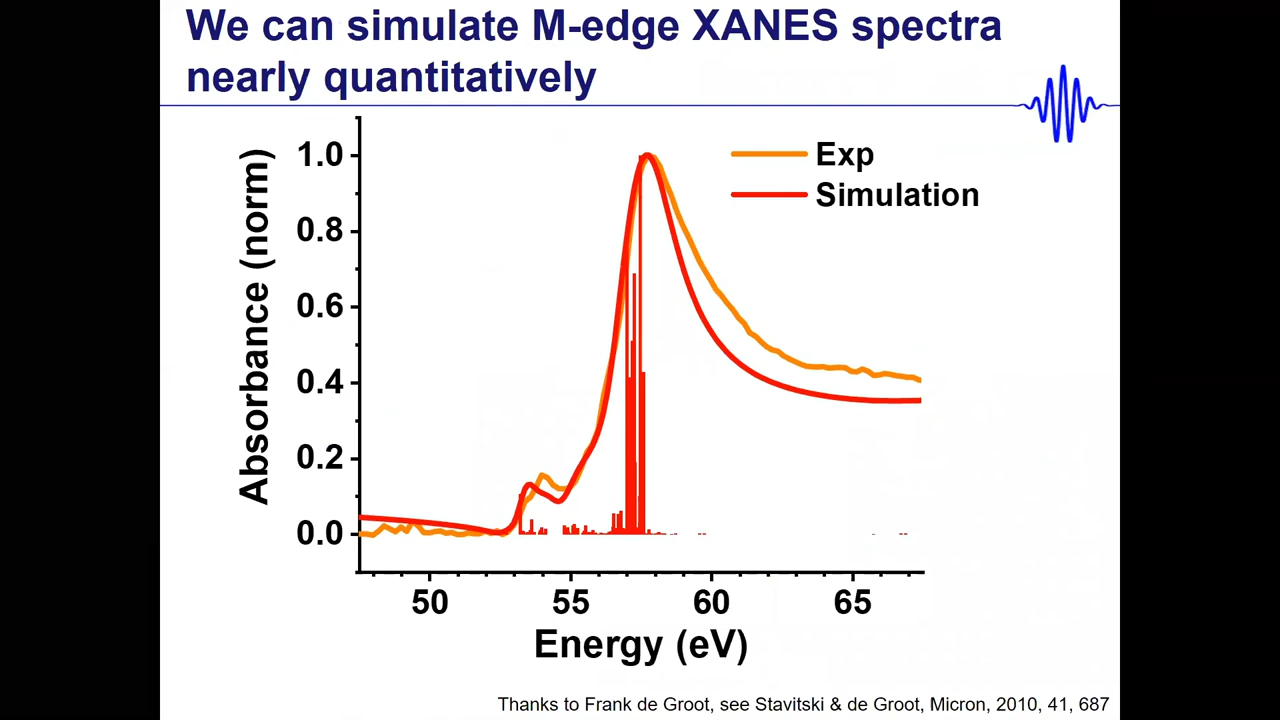 We can simulate M-edge XANES spectra
nearly quantitatively
Exp
Simulation
Absorbance (norm)
1.0
0.8
0.6
0.4
0.2
0.0
50 55 60 65
Energy (eV)
Thanks to Frank de Groot, see Stavitski & de Groot, Micron, 2010, 41, 687